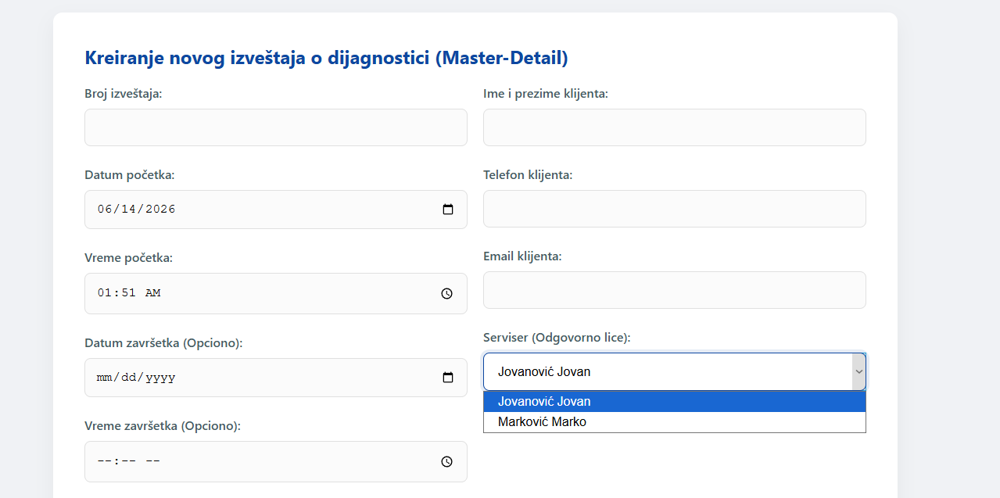 Kreiranje novog izveštaja o dijagnostici (Master-Detail)
Broj izveštaja:
Ime i prezime klijenta:
Datum početka:
06/14/2026
Telefon klijenta:
Vreme početka:
01:51 AM
Email klijenta:
Datum završetka (Opciono):
mm/dd/yyyy
Serviser (Odgovorno lice):
Jovanović Jovan
Jovanović Jovan
Marković Marko
Vreme završetka (Opciono):
--:-- --